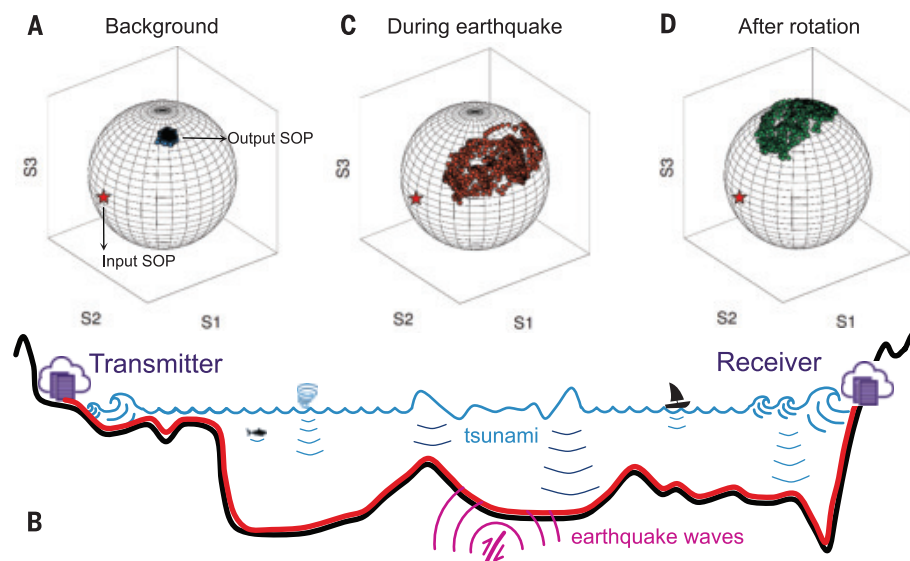 A Background
C During earthquake
D After rotation
Output SOP
Input SOP
S3
S2
S1
S3
S2
S1
S3
S2
S1
Transmitter
Receiver
tsunami
B
earthquake waves